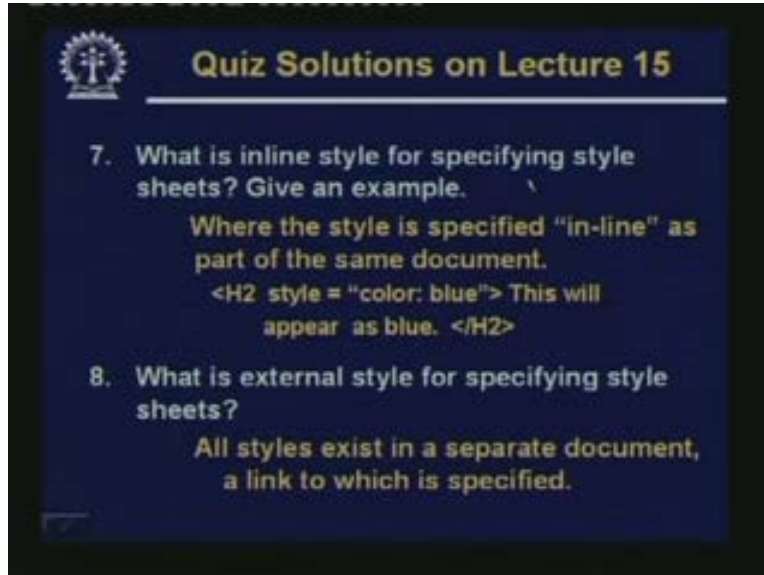 Quiz Solutions on Lecture 15
7. What is inline style for specifying style
sheets? Give an example.
Where the style is specified “in-line” as
part of the same document.
<H2 style = “color: blue”> This will
appear as blue. </H2>
8. What is external style for specifying style
sheets?
All styles exist in a separate document,
a link to which is specified.